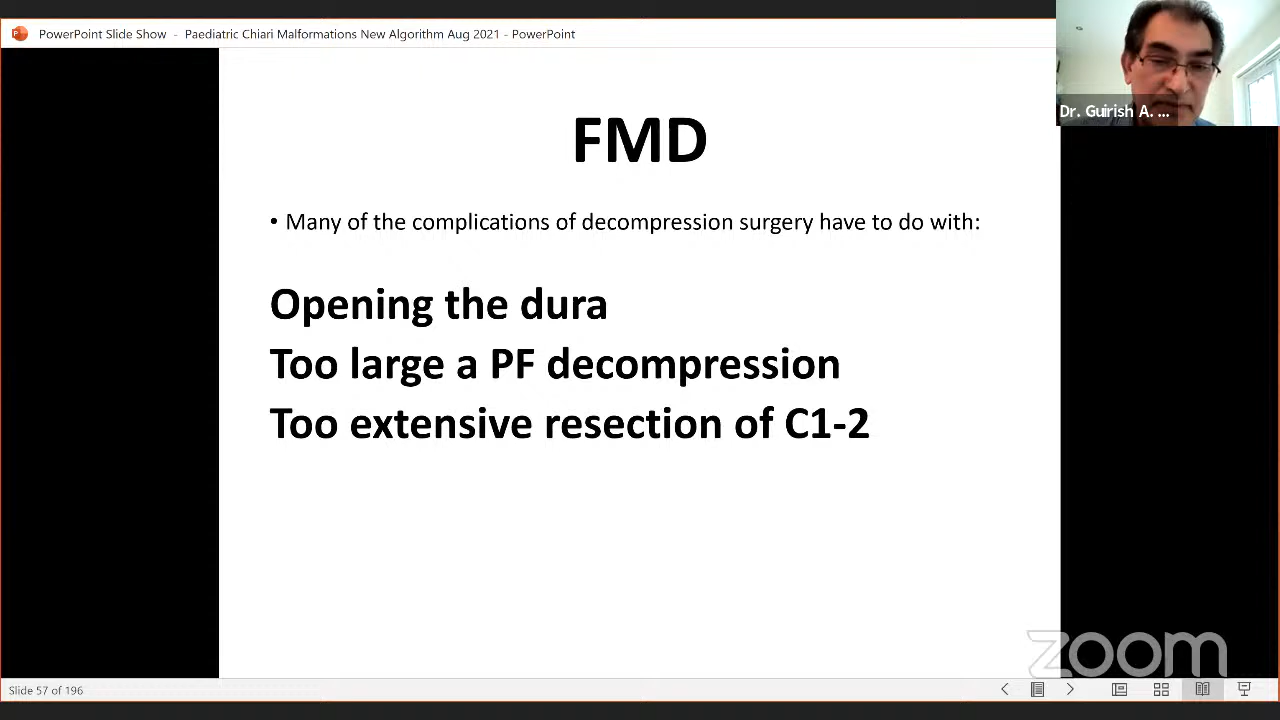 PowerPoint Slide Show - Paediatric Chiari Malformations New Algorithm Aug 2021 - PowerPoint
Dr. Guirish A. ...
FMD
• Many of the complications of decompression surgery have to do with:
Opening the dura
Too large a PF decompression
Too extensive resection of C1-2
zoom
Slide 57 of 196